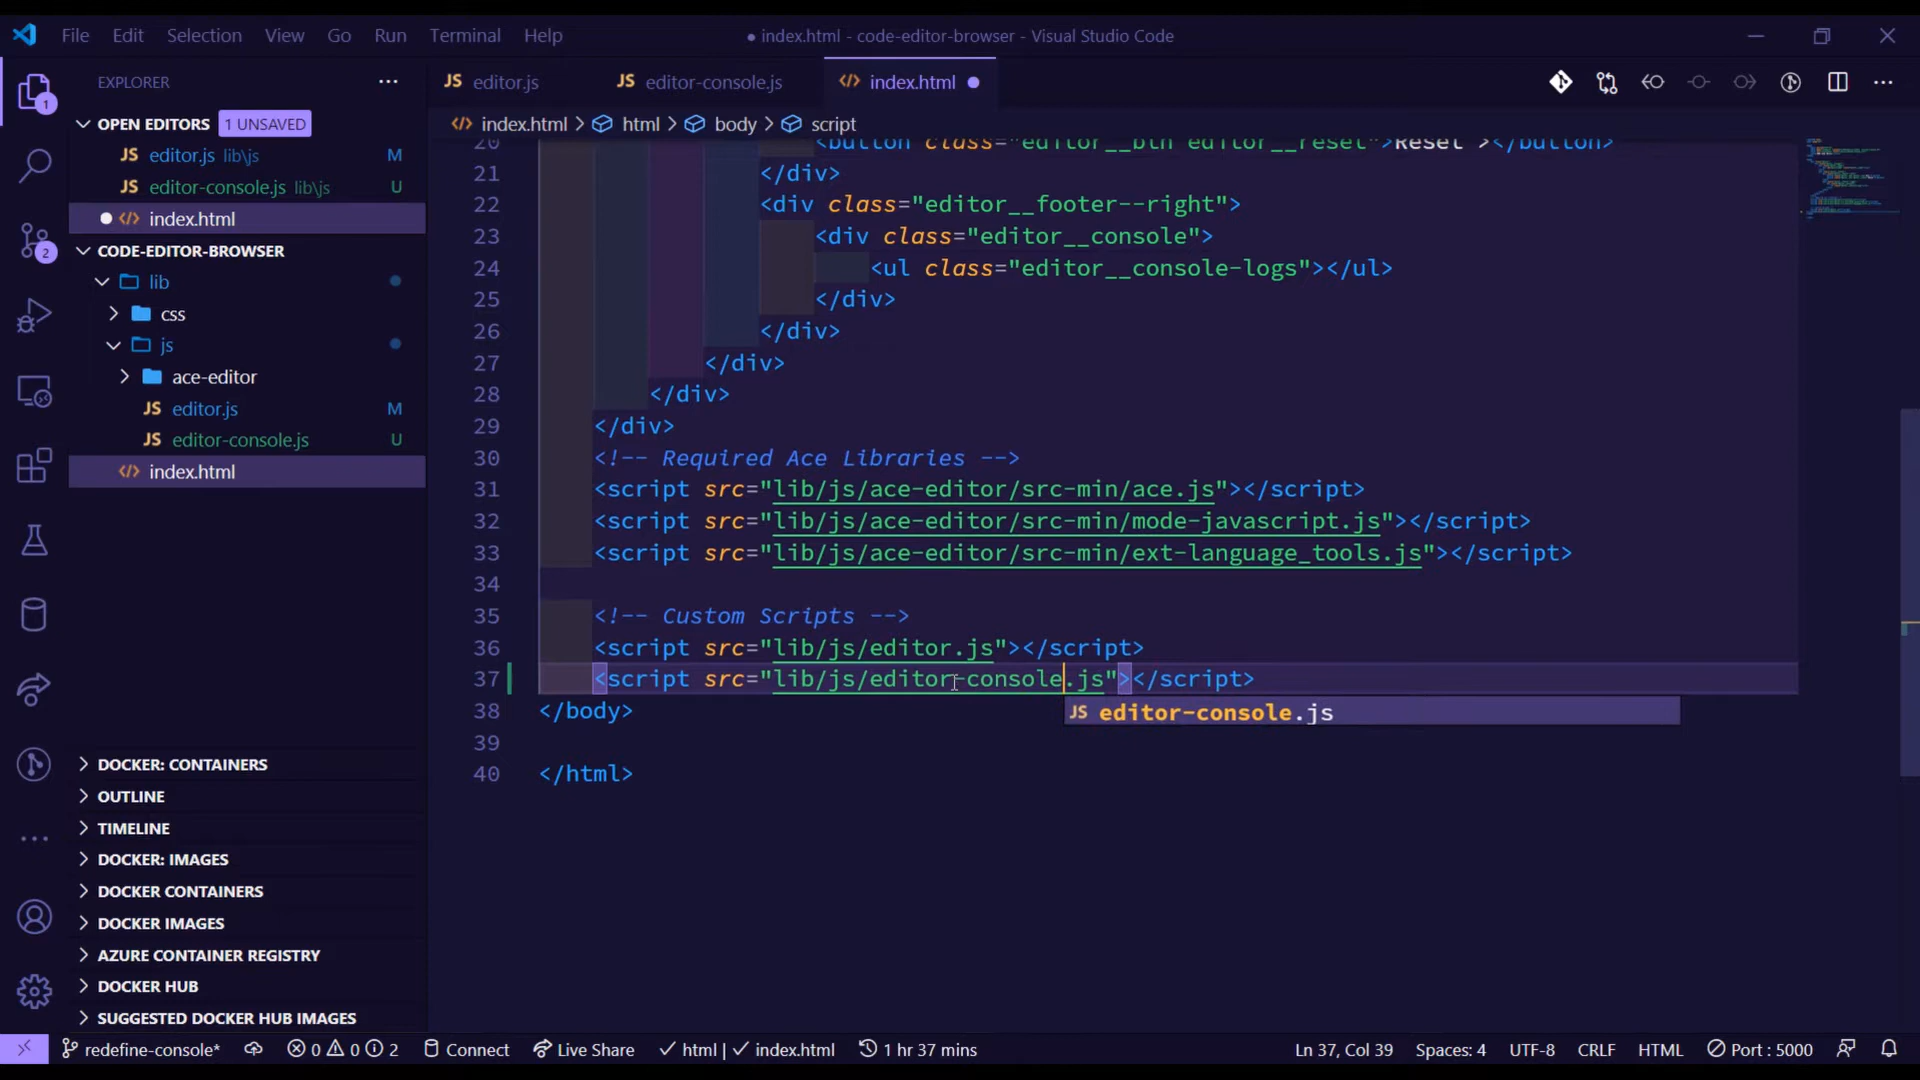 File Edit Selection View Go Run Terminal Help
● index.html - code-editor-browser - Visual Studio Code
EXPLORER
OPEN EDITORS 1 UNSAVED
JS editor.js lib\js M
JS editor-console.js lib\js U
index.html
CODE-EDITOR-BROWSER
lib
css
js
ace-editor
JS editor.js M
JS editor-console.js U
index.html
DOCKER: CONTAINERS
OUTLINE
TIMELINE
DOCKER: IMAGES
DOCKER CONTAINERS
DOCKER IMAGES
AZURE CONTAINER REGISTRY
DOCKER HUB
SUGGESTED DOCKER HUB IMAGES
1
2
JS editor.js JS editor-console.js index.html
index.html > html > body > script
20 <button class="editor__btn editor__reset">Reset ></button>
21 </div>
22 <div class="editor__footer--right">
23 <div class="editor__console">
24 <ul class="editor__console-logs"></ul>
25 </div>
26 </div>
27 </div>
28 </div>
29 </div>
30 <!-- Required Ace Libraries -->
31 <script src="lib/js/ace-editor/src-min/ace.js"></script>
32 <script src="lib/js/ace-editor/src-min/mode-javascript.js"></script>
33 <script src="lib/js/ace-editor/src-min/ext-language_tools.js"></script>
34
35 <!-- Custom Scripts -->
36 <script src="lib/js/editor.js"></script>
37 <script src="lib/js/editor-console.js"></script>
JS editor-console.js
38 </body>
39
40 </html>
redefine-console* 0 0 2 Connect Live Share html | index.html 1 hr 37 mins Ln 37, Col 39 Spaces: 4 UTF-8 CRLF HTML Port : 5000